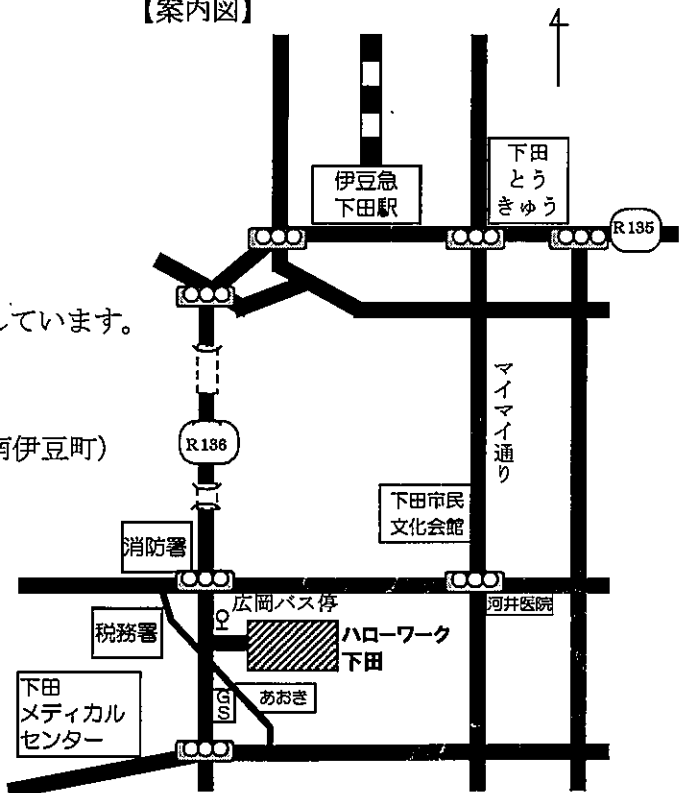 【案内図】
伊豆急
下田駅
下田
とう
きゅう
R135
しています。
マイマイ通り
R136
南伊豆町）
下田市民
文化会館
消防署
広岡バス停
河井医院
税務署
ハローワーク
下田
下田
メディカル
センター
GS
あおき